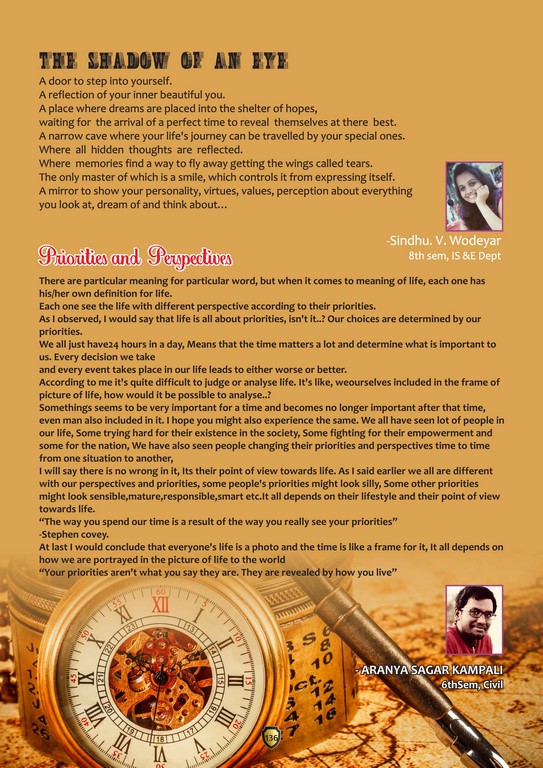 THE SHADOW OF AN EYE
A door to step into yourself.
A reflection of your inner beautiful you.
A place where dreams are placed into the shelter of hopes,
waiting for the arrival of a perfect time to reveal themselves at there best.
A narrow cave where your life's journey can be travelled by your special ones.
Where all hidden thoughts are reflected.
Where memories find a way to fly away getting the wings called tears.
The only master of which is a smile, which controls it from expressing itself.
A mirror to show your personality, virtues, values, perception about everything
you look at, dream of and think about...
-Sindhu. V. Wodeyar
8th sem, IS &E Dept
Priorities and Perspectives
There are particular meaning for particular word, but when it comes to meaning of life, each one has
his/her own definition for life.
Each one see the life with different perspective according to their priorities.
As I observed, I would say that life is all about priorities, isn't it..? Our choices are determined by our
priorities.
We all just have24 hours in a day, Means that the time matters a lot and determine what is important to
us. Every decision we take
and every event takes place in our life leads to either worse or better.
According to me it's quite difficult to judge or analyse life. It's like, weourselves included in the frame of
picture of life, how would it be possible to analyse..?
Somethings seems to be very important for a time and becomes no longer important after that time,
even man also included in it. I hope you might also experience the same. We all have seen lot of people in
our life, Some trying hard for their existence in the society, Some fighting for their empowerment and
some for the nation, We have also seen people changing their priorities and perspectives time to time
from one situation to another,
I will say there is no wrong in it, Its their point of view towards life. As I said earlier we all are different
with our perspectives and priorities, some people's priorities might look silly, Some other priorities
might look sensible,mature,responsible,smart etc.It all depends on their lifestyle and their point of view
towards life.
“The way you spend our time is a result of the way you really see your priorities”
-Stephen covey.
At last I would conclude that everyone's life is a photo and the time is like a frame for it, It all depends on
how we are portrayed in the picture of life to the world
“Your priorities aren't what you say they are. They are revealed by how you live”
- ARANYA SAGAR KAMPALI
6thSem, Civil
136